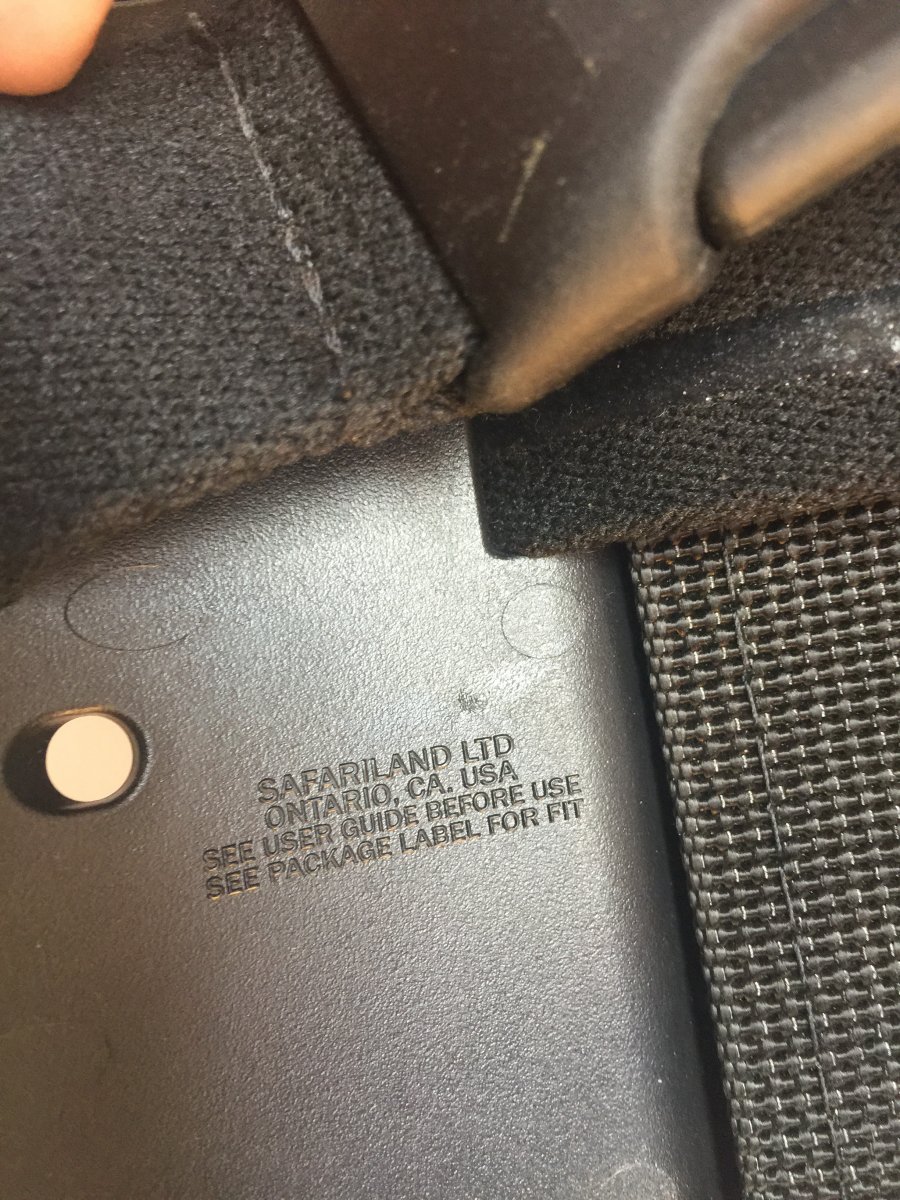 SAFARILAND LTD
ONTARIO, CA. USA
SEE USER GUIDE BEFORE USE
SEE PACKAGE LABEL FOR FIT